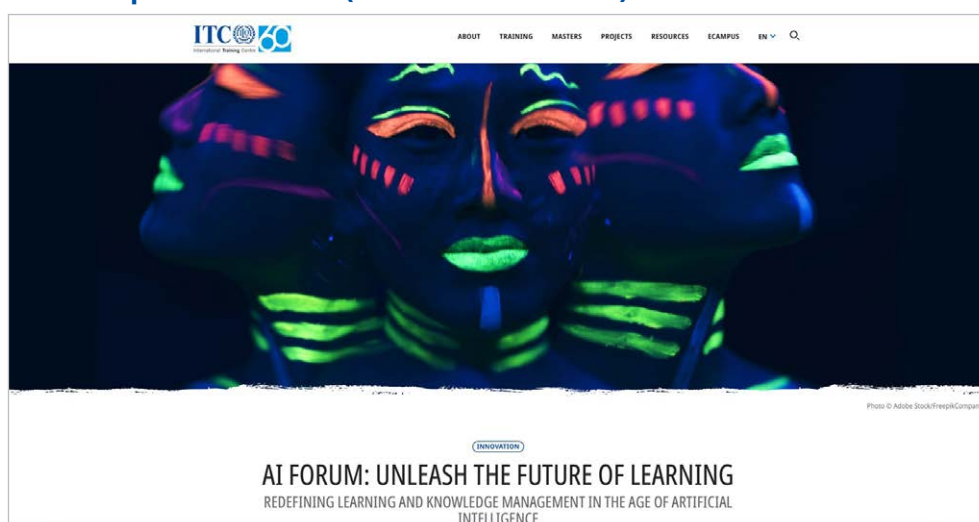 ITC 60
International Training Centre
ABOUT TRAINING MASTERS PROJECTS RESOURCES ECAMPUS EN
Photo © Adobe Stock/FreepikCompan
INNOVATION
AI FORUM: UNLEASH THE FUTURE OF LEARNING
REDEFINING LEARNING AND KNOWLEDGE MANAGEMENT IN THE AGE OF ARTIFICIAL
INTELLIGENCE